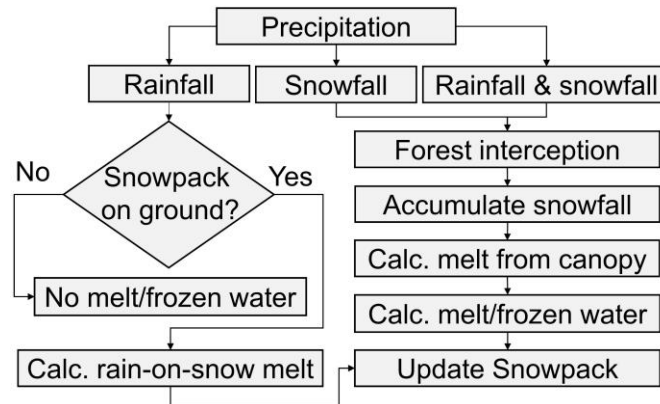 Precipitation
Rainfall
Snowfall
Rainfall & snowfall
No
Snowpack
on ground?
Yes
No melt/frozen water
Calc. rain-on-snow melt
Forest interception
Accumulate snowfall
Calc. melt from canopy
Calc. melt/frozen water
Update Snowpack